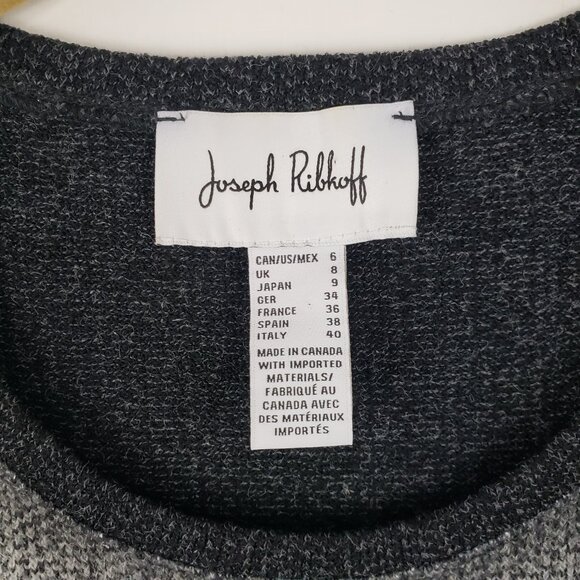 Joseph Ribkoff
CAN/US/MEX 6
UK 8
JAPAN 9
GER 34
FRANCE 36
SPAIN 38
ITALY 40
MADE IN CANADA
WITH IMPORTED
MATERIALS/
FABRIQUÉ AU
CANADA AVEC
DES MATÉRIAUX
IMPORTÉS